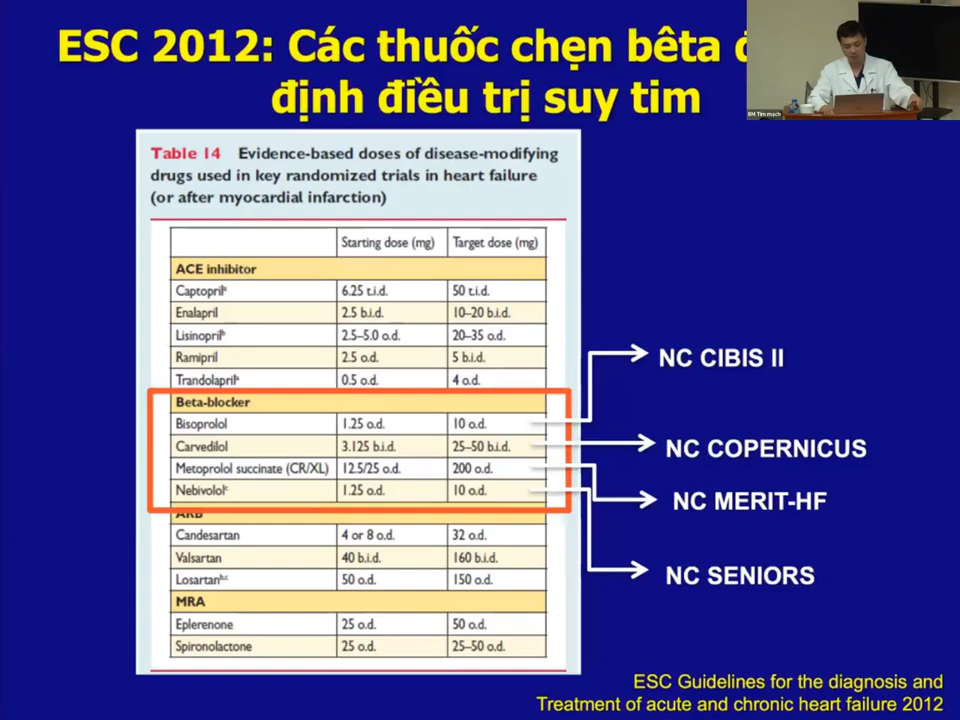 ESC 2012: Các thuốc chẹn bêta
định điều trị suy tim
BM Tim mạch
Table 14 Evidence-based doses of disease-modifying
drugs used in key randomized trials in heart failure
(or after myocardial infarction)
Starting dose (mg) Target dose (mg)
ACE inhibitor
Captoprilᵃ 6.25 t.i.d. 50 t.i.d.
Enalapril 2.5 b.i.d. 10–20 b.i.d.
Lisinoprilᵇ 2.5–5.0 o.d. 20–35 o.d.
Ramipril 2.5 o.d. 5 b.i.d.
Trandolaprilᵃ 0.5 o.d. 4 o.d.
Beta-blocker
Bisoprolol 1.25 o.d. 10 o.d.
Carvedilol 3.125 b.i.d. 25–50 b.i.d.
Metoprolol succinate (CR/XL) 12.5/25 o.d. 200 o.d.
Nebivololᶜ 1.25 o.d. 10 o.d.
ARB
Candesartan 4 or 8 o.d. 32 o.d.
Valsartan 40 b.i.d. 160 b.i.d.
Losartanᵇ,ᶜ 50 o.d. 150 o.d.
MRA
Eplerenone 25 o.d. 50 o.d.
Spironolactone 25 o.d. 25–50 o.d.
NC CIBIS II
NC COPERNICUS
NC MERIT-HF
NC SENIORS
ESC Guidelines for the diagnosis and
Treatment of acute and chronic heart failure 2012